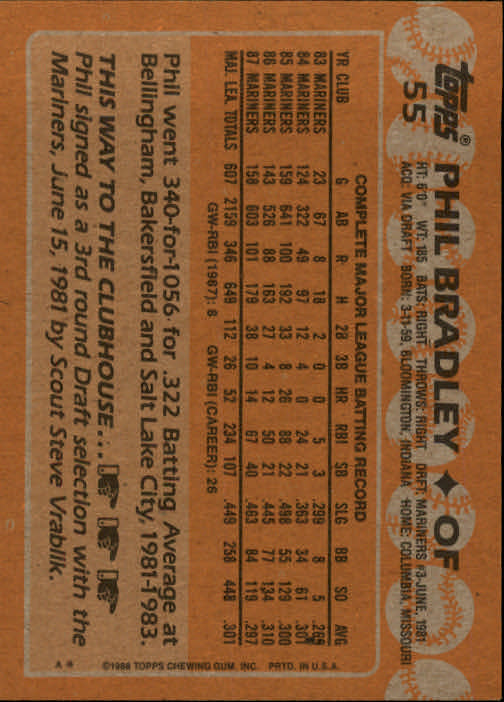 topps®
55
PHIL BRADLEY ✦ OF
HT: 6'0" WT: 185 BATS: RIGHT THROWS: RIGHT DRFT: MARINERS #3-JUNE, 1981
ACQ: VIA DRAFT BORN: 3-11-59, BLOOMINGTON, INDIANA HOME: COLUMBIA, MISSOURI
COMPLETE MAJOR LEAGUE BATTING RECORD
YR CLUB G AB R H 2B 3B HR RBI SB SLG BB SO AVG
83 MARINERS 23 67 8 18 2 0 0 5 3 .299 8 5 .269
84 MARINERS 124 322 49 97 12 4 0 24 21 .363 34 61 .301
85 MARINERS 159 641 100 192 33 8 26 88 22 .498 55 129 .300
86 MARINERS 143 526 88 163 27 4 12 50 21 .445 77 134 .310
87 MARINERS 158 603 101 179 38 10 14 67 40 .463 84 119 .297
MAJ. LEA. TOTALS 607 2159 346 649 112 26 52 234 107 .449 258 448 .301
GW-RBI (1987): 8 GW-RBI (CAREER): 26
Phil went 340-for-1056 for .322 Batting Average at
Bellingham, Bakersfield and Salt Lake City, 1981-1983.
THIS WAY TO THE CLUBHOUSE . . .
Phil signed as a 3rd round Draft selection with the
Mariners, June 15, 1981 by Scout Steve Vrablik.
A * ©1988 TOPPS CHEWING GUM, INC. PRTD. IN U.S.A.